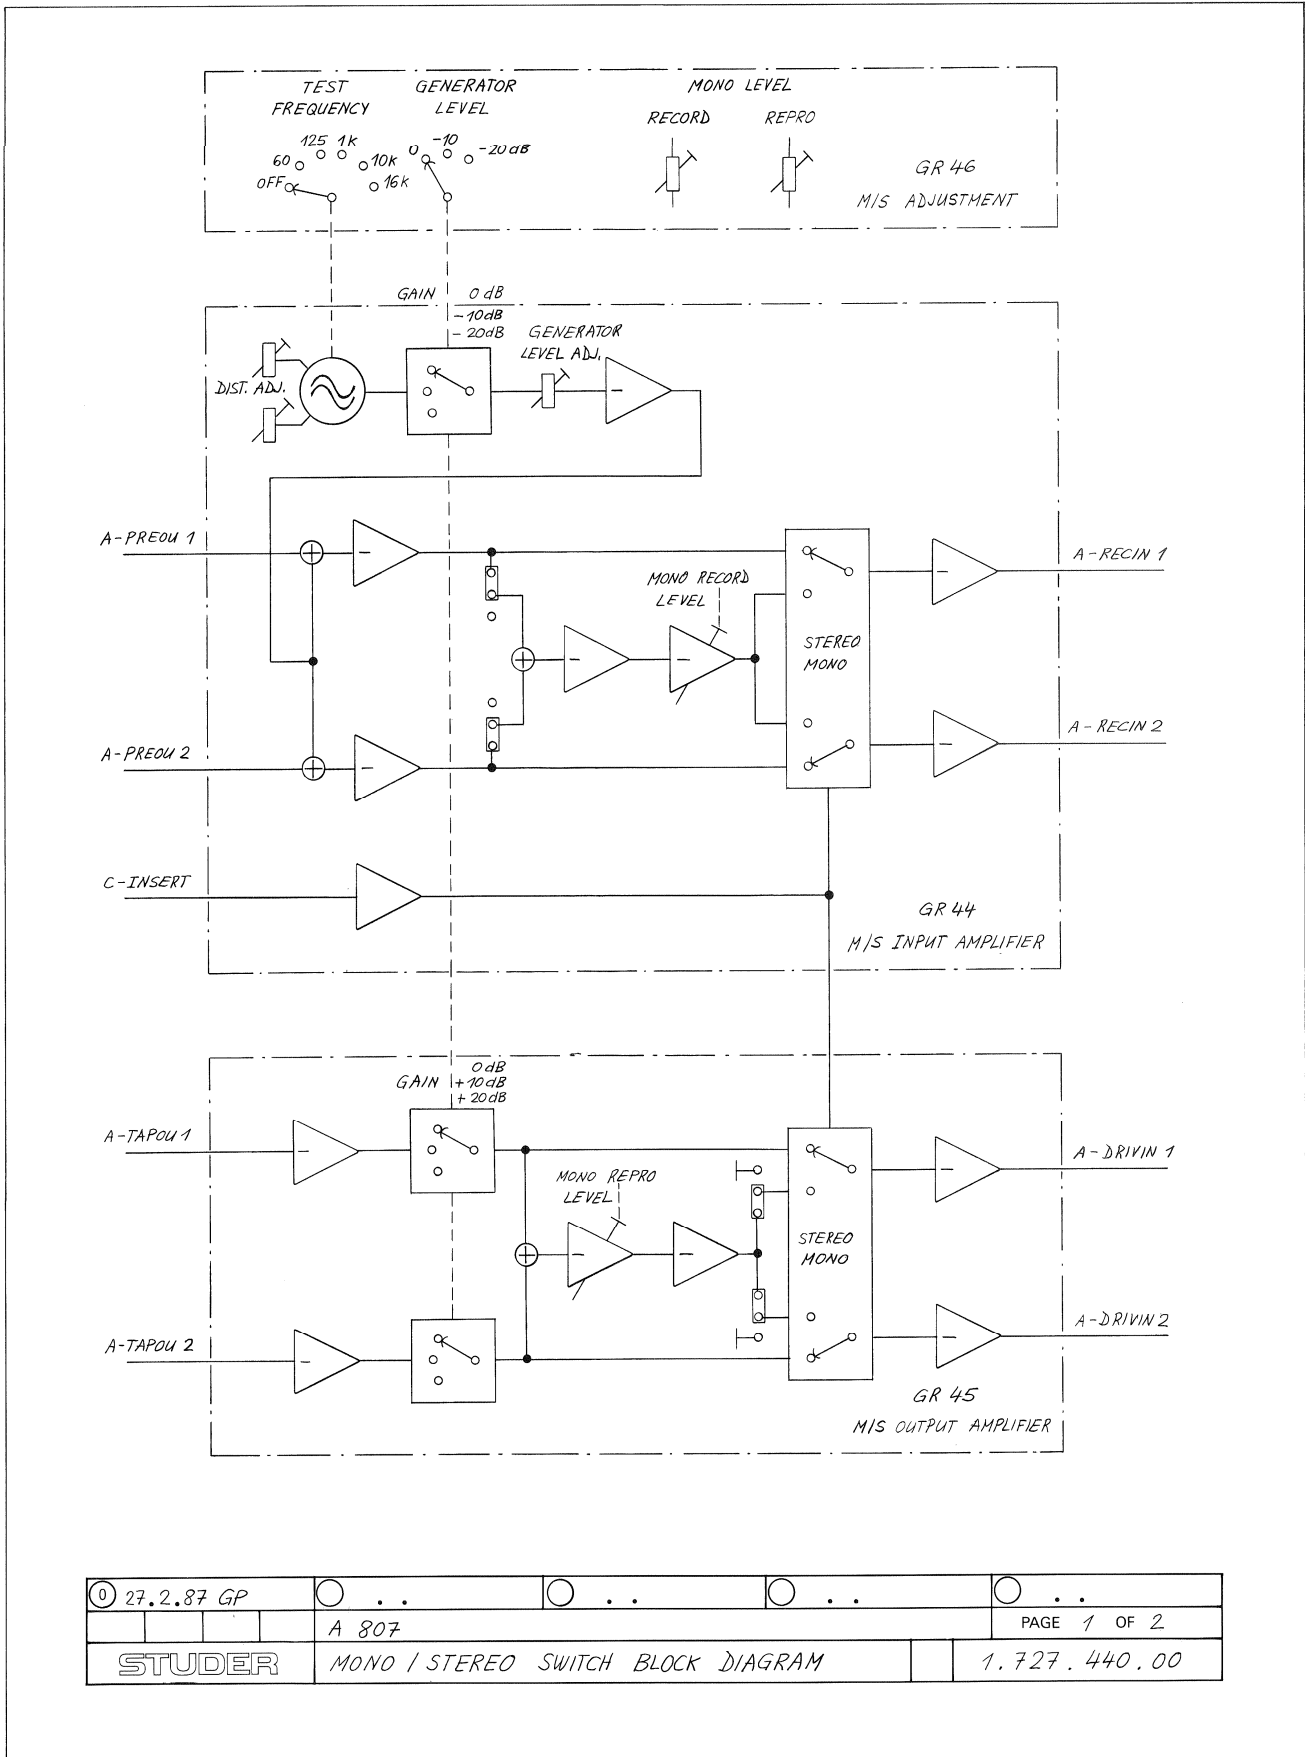 TEST
FREQUENCY
GENERATOR
LEVEL
MONO LEVEL
RECORD
REPRO
OFF
60
125
1k
10k
16k
0
-10
-20dB
GR 46
M/S ADJUSTMENT
GAIN
0 dB
-10dB
-20dB
GENERATOR
LEVEL ADJ.
DIST. ADJ.
A-PREOU 1
A-RECIN 1
MONO RECORD
LEVEL
STEREO
MONO
A-PREOU 2
A-RECIN 2
C-INSERT
GR 44
M/S INPUT AMPLIFIER
GAIN
0dB
+10dB
+20dB
A-TAPOU 1
A-DRIVIN 1
MONO REPRO
LEVEL
STEREO
MONO
A-TAPOU 2
A-DRIVIN 2
GR 45
M/S OUTPUT AMPLIFIER
0 27.2.87 GP
A 807
PAGE 1 OF 2
STUDER
MONO / STEREO SWITCH BLOCK DIAGRAM
1.727.440.00